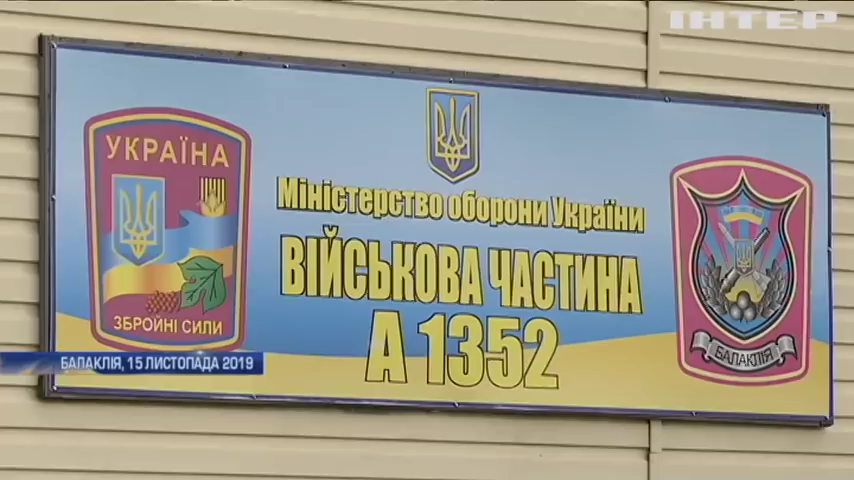 ІНТЕР
УКРАЇНА
ЗБРОЙНІ СИЛИ
Міністерство оборони України
ВІЙСЬКОВА ЧАСТИНА
А 1352
БАЛАКЛІЯ
БАЛАКЛІЯ, 15 ЛИСТОПАДА 2019